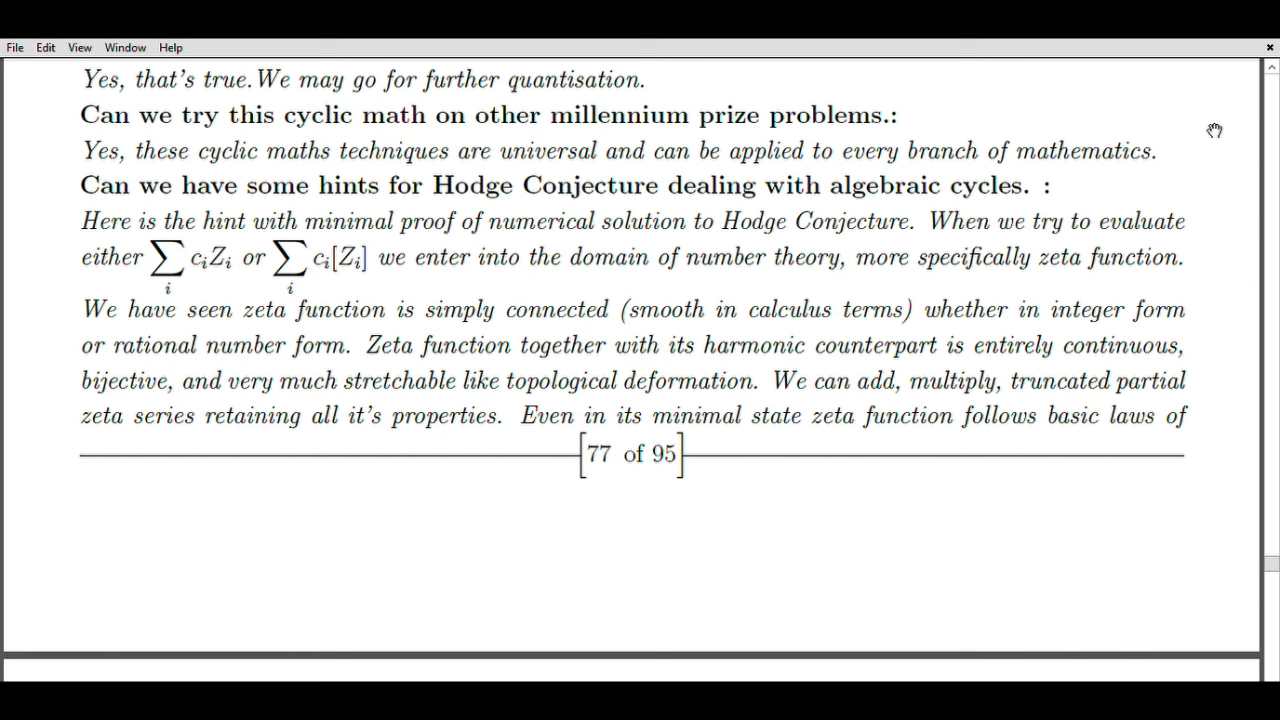 File Edit View Window Help
Yes, that's true.We may go for further quantisation.
Can we try this cyclic math on other millennium prize problems.:
Yes, these cyclic maths techniques are universal and can be applied to every branch of mathematics.
Can we have some hints for Hodge Conjecture dealing with algebraic cycles. :
Here is the hint with minimal proof of numerical solution to Hodge Conjecture. When we try to evaluate
either ∑ᵢ cᵢZᵢ or ∑ᵢ cᵢ[Zᵢ] we enter into the domain of number theory, more specifically zeta function.
We have seen zeta function is simply connected (smooth in calculus terms) whether in integer form
or rational number form. Zeta function together with its harmonic counterpart is entirely continuous,
bijective, and very much stretchable like topological deformation. We can add, multiply, truncated partial
zeta series retaining all it's properties. Even in its minimal state zeta function follows basic laws of
[77 of 95]